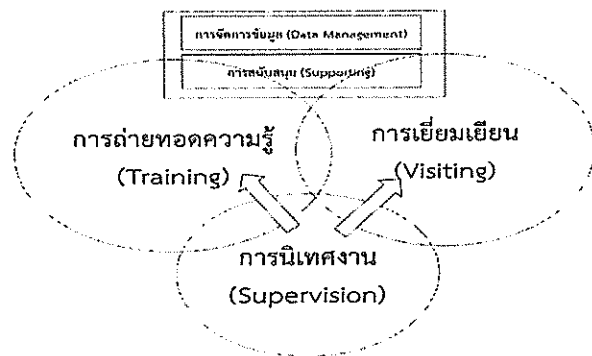 การจัดการข้อมูล (Data Management)
การสนับสนุน (Supporting)
การถ่ายทอดความรู้
(Training)
การเยี่ยมเยียน
(Visiting)
การนิเทศงาน
(Supervision)